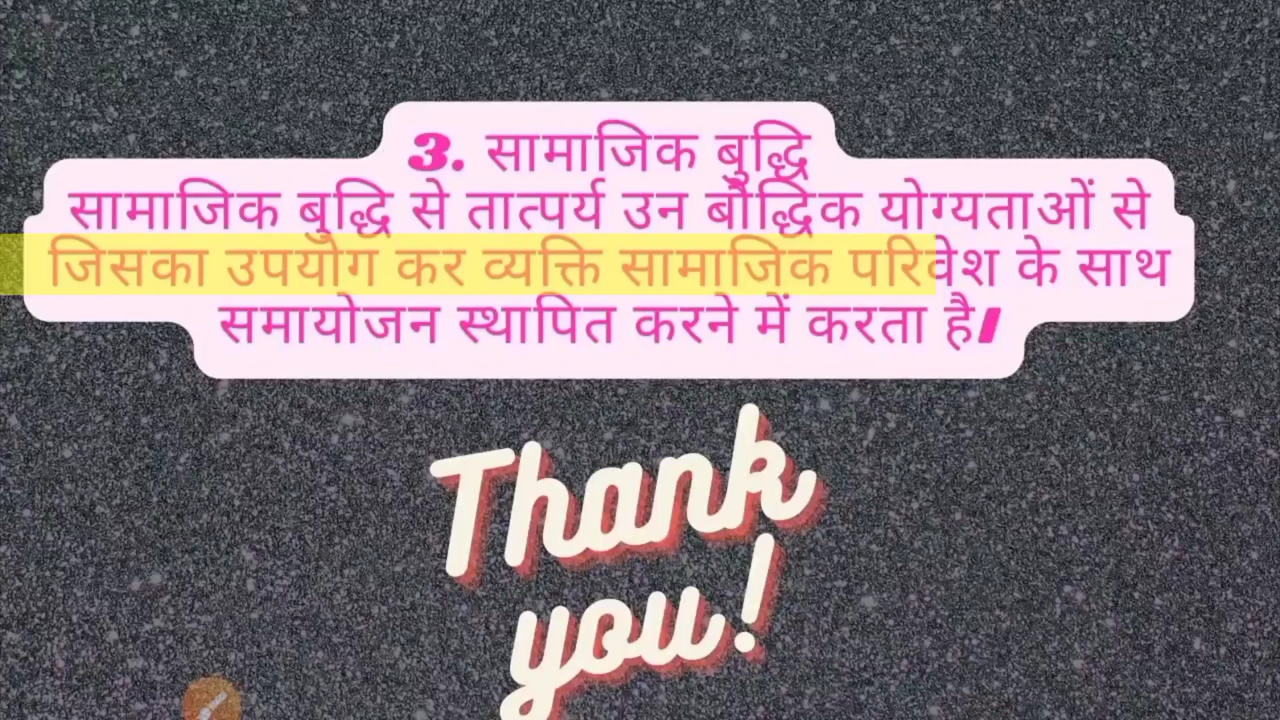 3. सामाजिक बुद्धि
सामाजिक बुद्धि से तात्पर्य उन बौद्धिक योग्यताओं से
जिसका उपयोग कर व्यक्ति सामाजिक परिवेश के साथ
समायोजन स्थापित करने में करता है।
Thank
you!